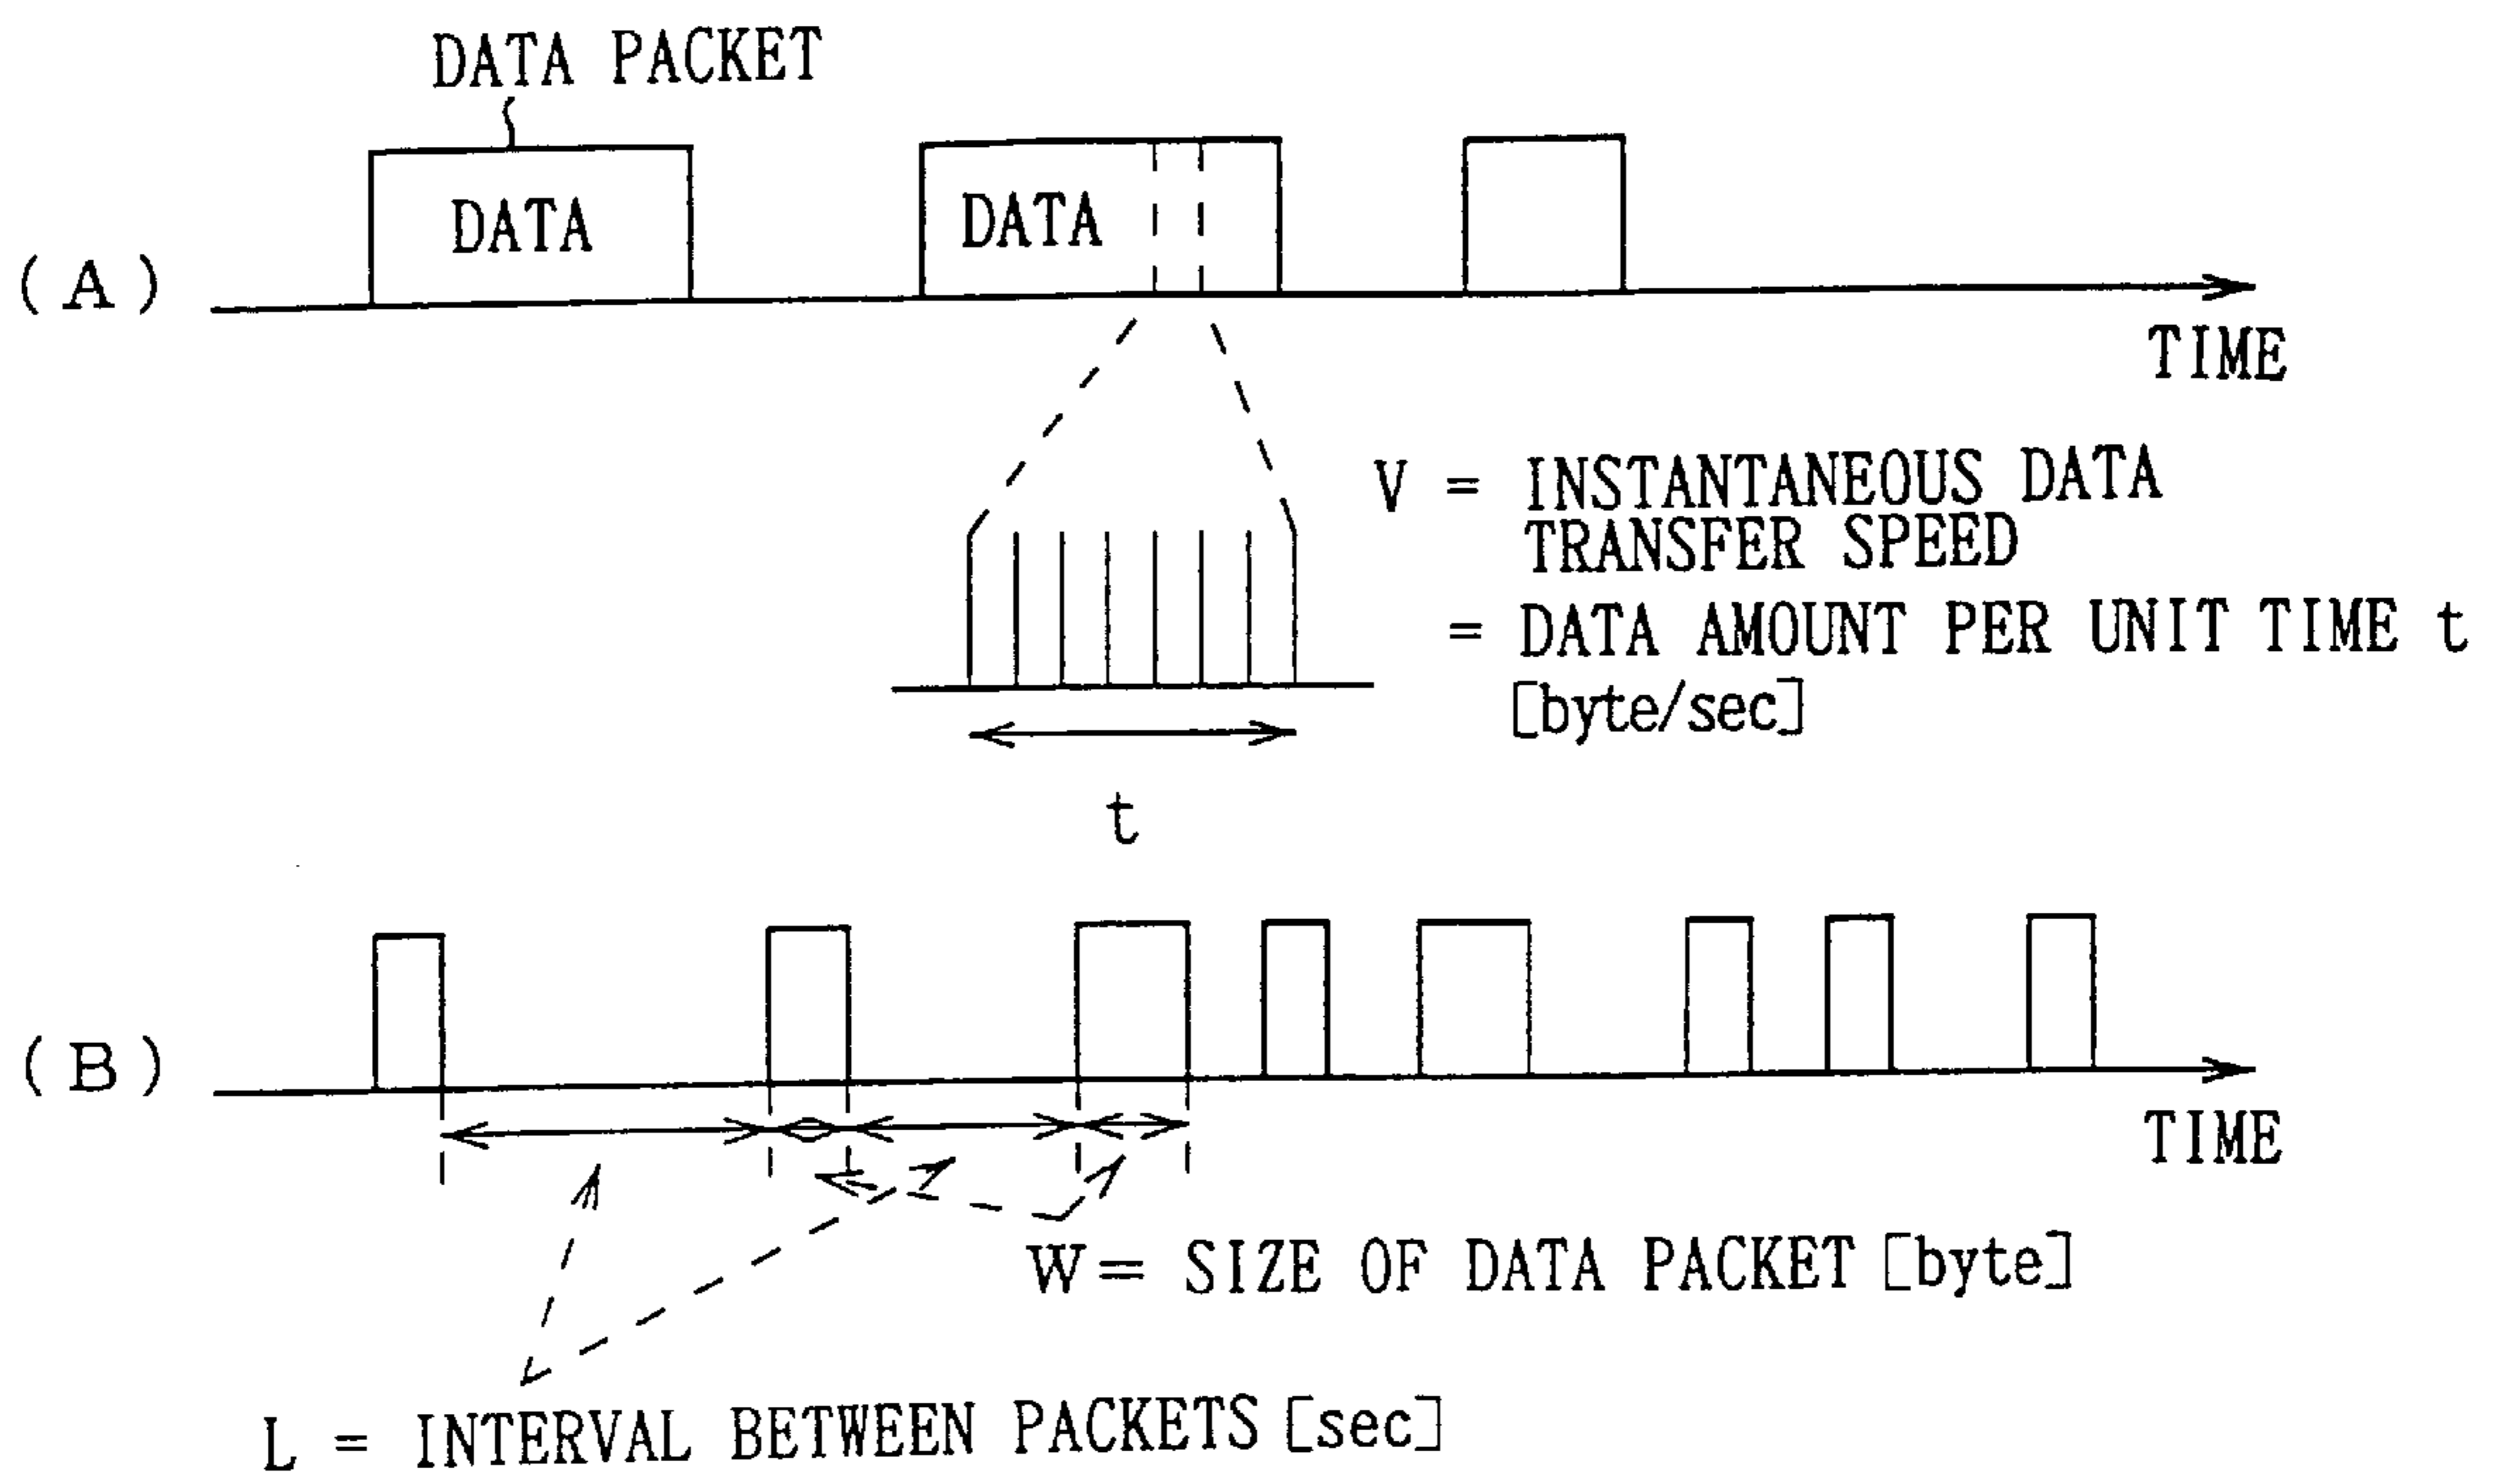 DATA PACKET
DATA
DATA
(A)
TIME
V = INSTANTANEOUS DATA
TRANSFER SPEED
= DATA AMOUNT PER UNIT TIME t
[byte/sec]
t
(B)
TIME
W = SIZE OF DATA PACKET [byte]
L = INTERVAL BETWEEN PACKETS [sec]